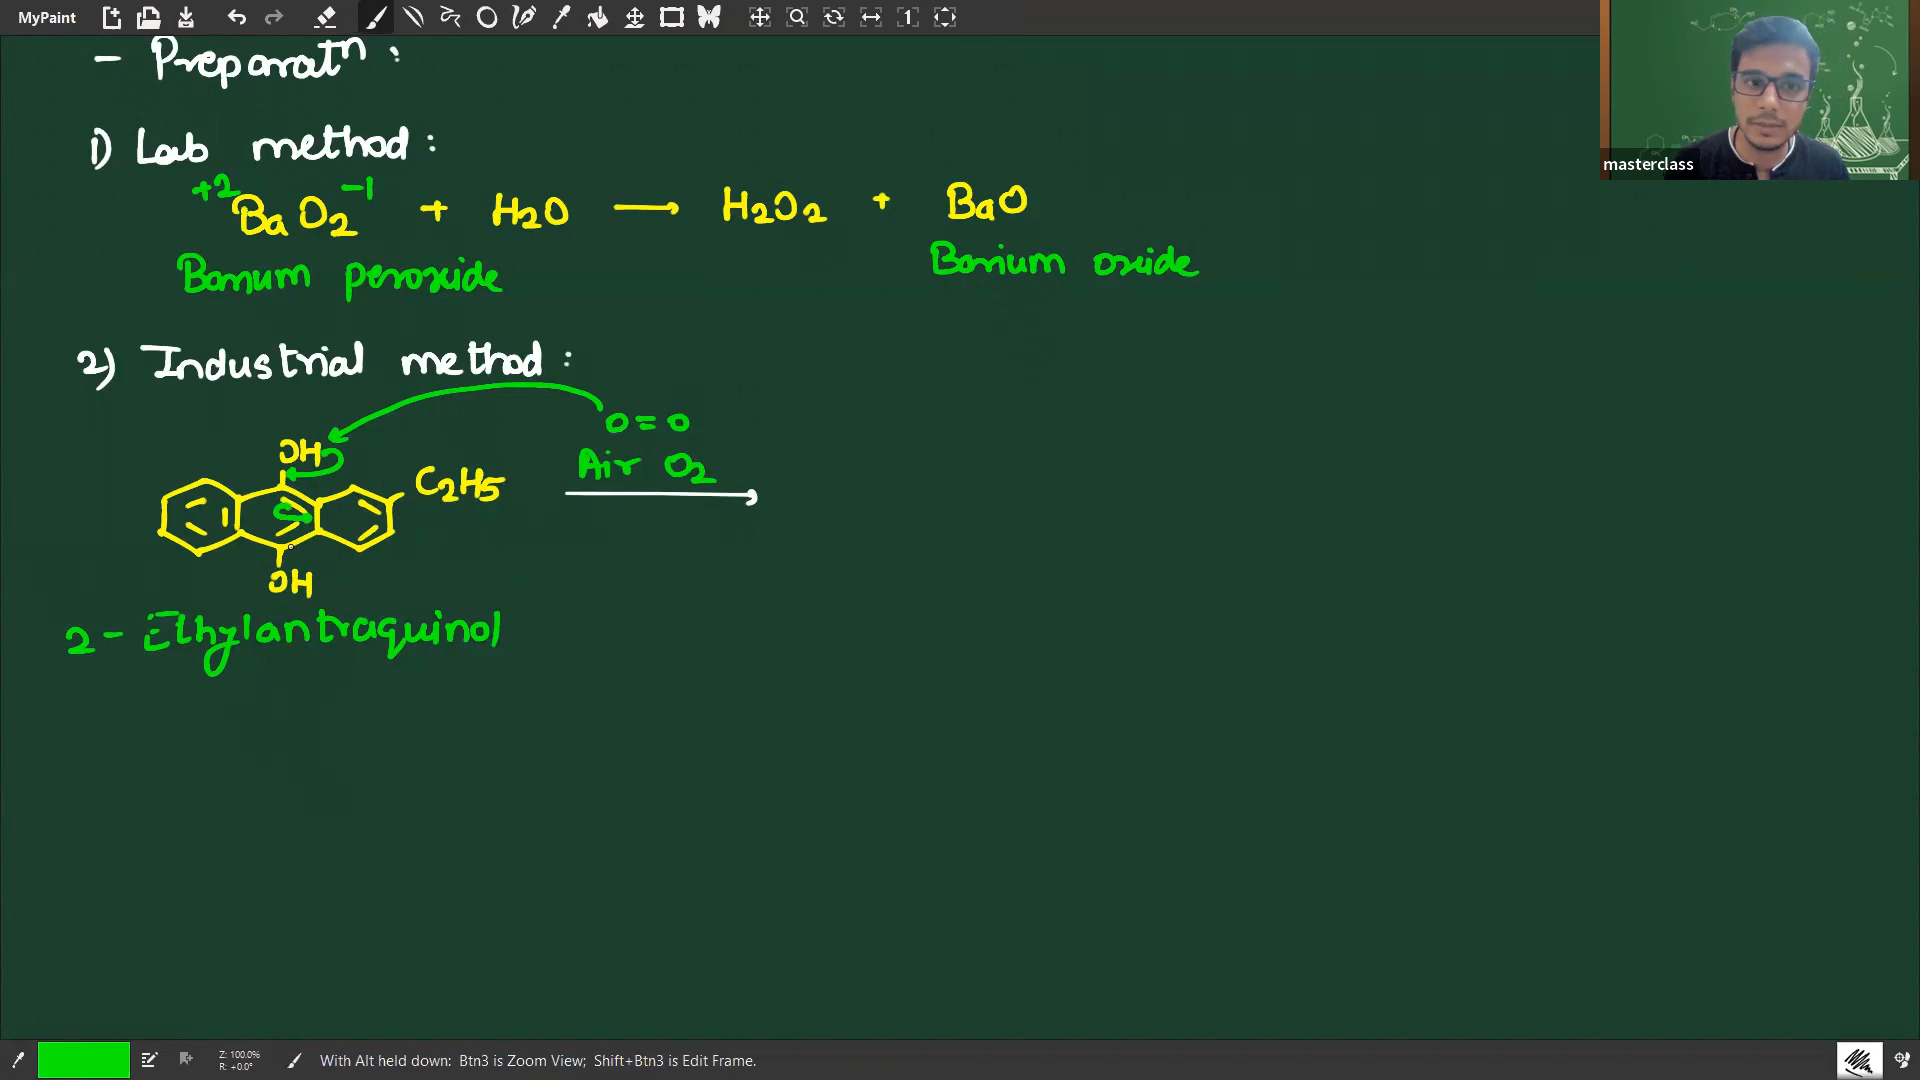 MyPaint
- Preparatⁿ :
masterclass
1) Lab method :
+2 BaO2 -1 + H2O → H2O2 + BaO
Barium peroxide Barium oxide
2) Industrial method :
O=O
OH
Air O2
C2H5
OH
2- Ethylantraquinol
Z: 100.0%
R: +0.0°
With Alt held down: Btn3 is Zoom View; Shift+Btn3 is Edit Frame.